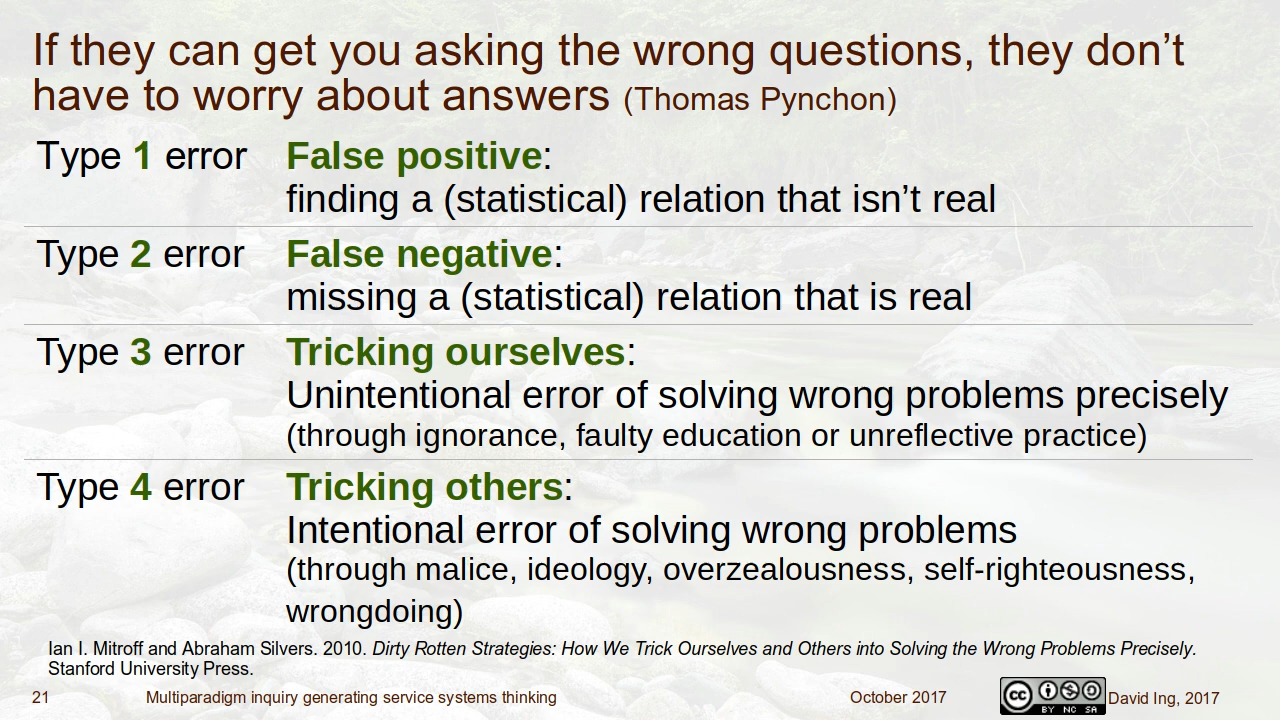 If they can get you asking the wrong questions, they don’t
have to worry about answers (Thomas Pynchon)
Type 1 error False positive:
finding a (statistical) relation that isn’t real
Type 2 error False negative:
missing a (statistical) relation that is real
Type 3 error Tricking ourselves:
Unintentional error of solving wrong problems precisely
(through ignorance, faulty education or unreflective practice)
Type 4 error Tricking others:
Intentional error of solving wrong problems
(through malice, ideology, overzealousness, self-righteousness,
wrongdoing)
Ian I. Mitroff and Abraham Silvers. 2010. Dirty Rotten Strategies: How We Trick Ourselves and Others into Solving the Wrong Problems Precisely.
Stanford University Press.
21 Multiparadigm inquiry generating service systems thinking October 2017 cc BY NC SA David Ing, 2017